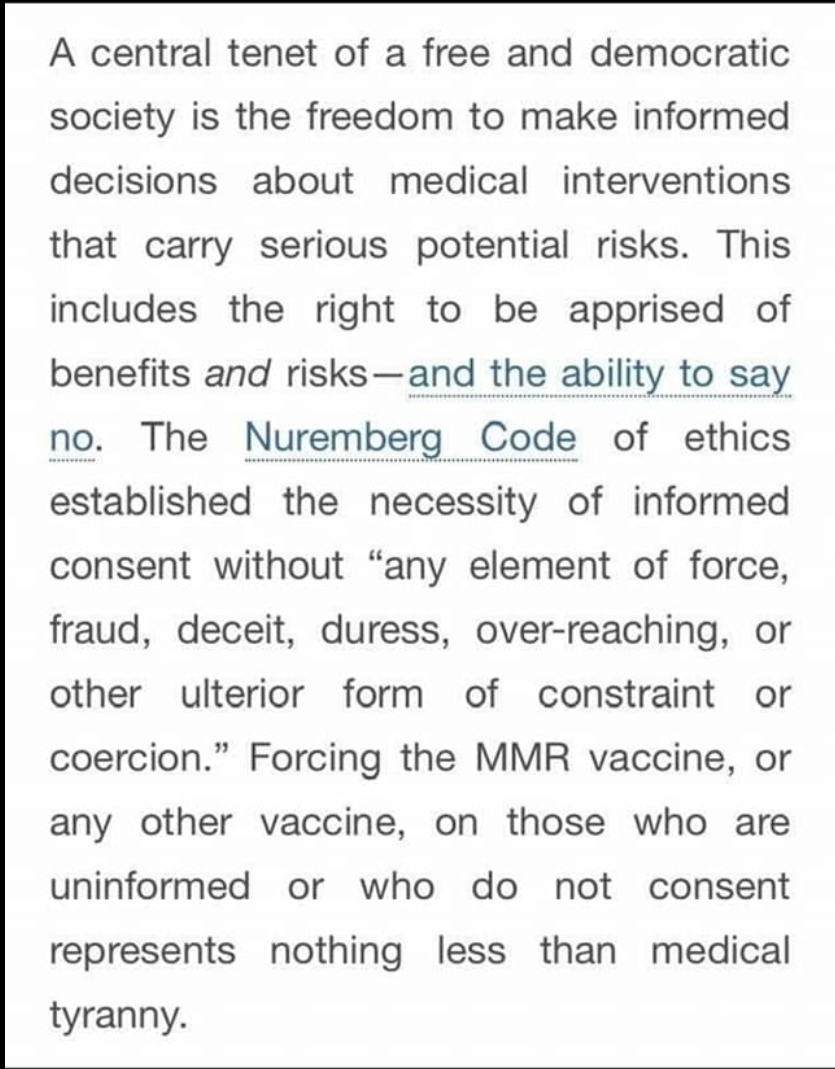 A central tenet of a free and democratic
society is the freedom to make informed
decisions about medical interventions
that carry serious potential risks. This
includes the right to be apprised of
benefits and risks—and the ability to say
no. The Nuremberg Code of ethics
established the necessity of informed
consent without “any element of force,
fraud, deceit, duress, over-reaching, or
other ulterior form of constraint or
coercion.” Forcing the MMR vaccine, or
any other vaccine, on those who are
uninformed or who do not consent
represents nothing less than medical
tyranny.